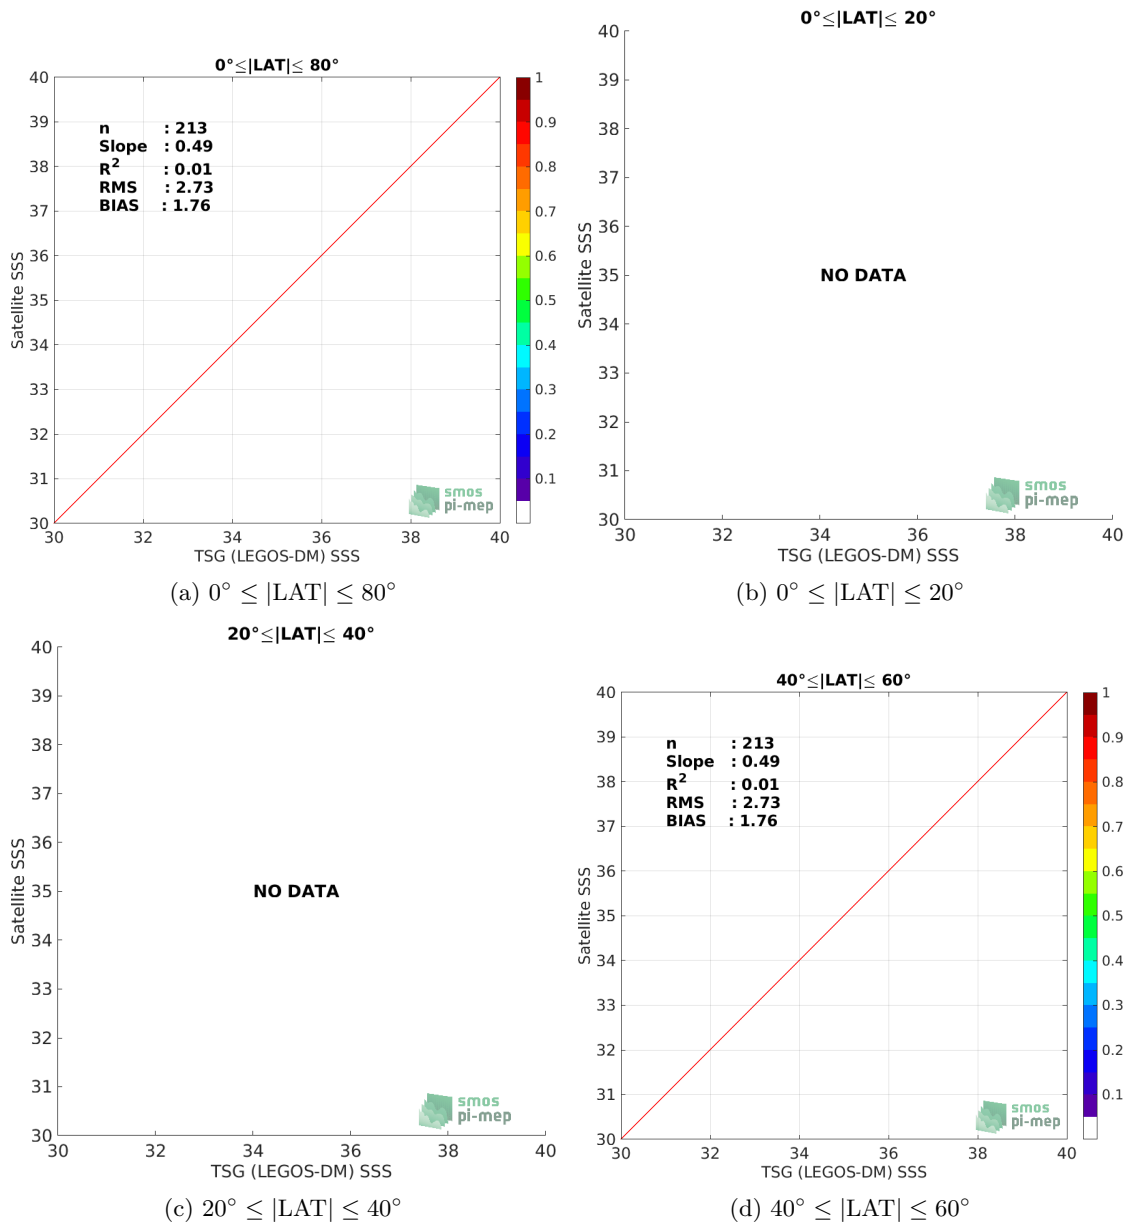 0°≤|LAT|≤ 80°
40
39
38
37
36
35
34
33
32
31
30
n : 213
Slope : 0.49
R2 : 0.01
RMS : 2.73
BIAS : 1.76
Satellite SSS
smos
pi-mep
30 32 34 36 38 40
TSG (LEGOS-DM) SSS
1
0.9
0.8
0.7
0.6
0.5
0.4
0.3
0.2
0.1
(a) 0° ≤ |LAT| ≤ 80°
0°≤|LAT|≤ 20°
40
39
38
37
36
35
34
33
32
31
30
Satellite SSS
NO DATA
smos
pi-mep
30 32 34 36 38 40
TSG (LEGOS-DM) SSS
(b) 0° ≤ |LAT| ≤ 20°
20°≤|LAT|≤ 40°
40
39
38
37
36
35
34
33
32
31
30
Satellite SSS
NO DATA
smos
pi-mep
30 32 34 36 38 40
TSG (LEGOS-DM) SSS
(c) 20° ≤ |LAT| ≤ 40°
40°≤|LAT|≤ 60°
40
39
38
37
36
35
34
33
32
31
30
n : 213
Slope : 0.49
R2 : 0.01
RMS : 2.73
BIAS : 1.76
Satellite SSS
smos
pi-mep
30 32 34 36 38 40
TSG (LEGOS-DM) SSS
1
0.9
0.8
0.7
0.6
0.5
0.4
0.3
0.2
0.1
(d) 40° ≤ |LAT| ≤ 60°